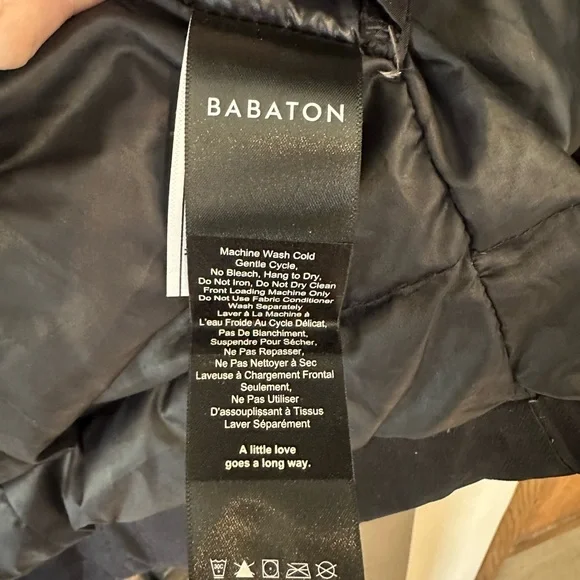 BABATON
Machine Wash Cold
Gentle Cycle,
No Bleach, Hang to Dry,
Do Not Iron, Do Not Dry Clean
Front Loading Machine Only
Do Not Use Fabric Conditioner
Wash Separately
Laver à La Machine à
L'eau Froide Au Cycle Délicat,
Pas De Blanchiment,
Suspendre Pour Sécher,
Ne Pas Repasser,
Ne Pas Nettoyer à Sec
Laveuse à Chargement Frontal
Seulement,
Ne Pas Utiliser
D'assouplissant à Tissus
Laver Séparément
A little love
goes a long way.